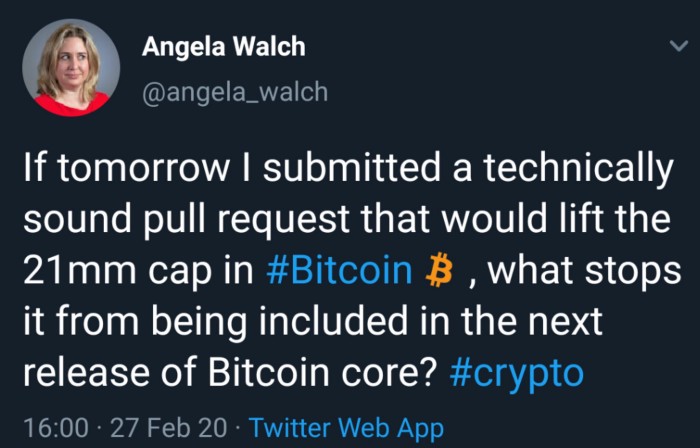 Angela Walch
@angela_walch
If tomorrow I submitted a technically
sound pull request that would lift the
21mm cap in #Bitcoin ₿ , what stops
it from being included in the next
release of Bitcoin core? #crypto
16:00 · 27 Feb 20 · Twitter Web App